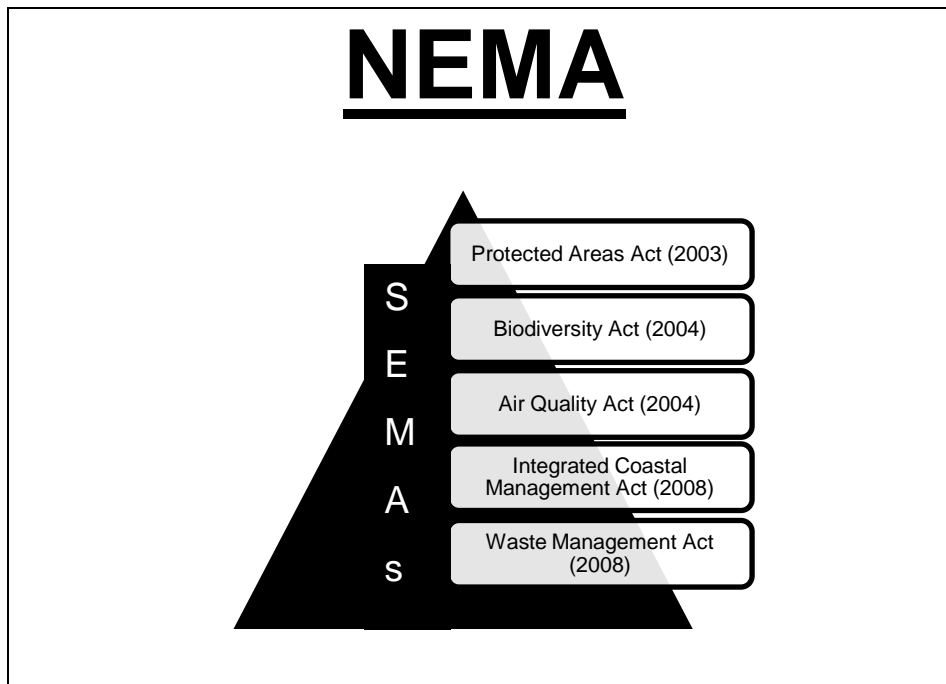 NEMA
S
E
M
A
s
Protected Areas Act (2003)
Biodiversity Act (2004)
Air Quality Act (2004)
Integrated Coastal
Management Act (2008)
Waste Management Act
(2008)